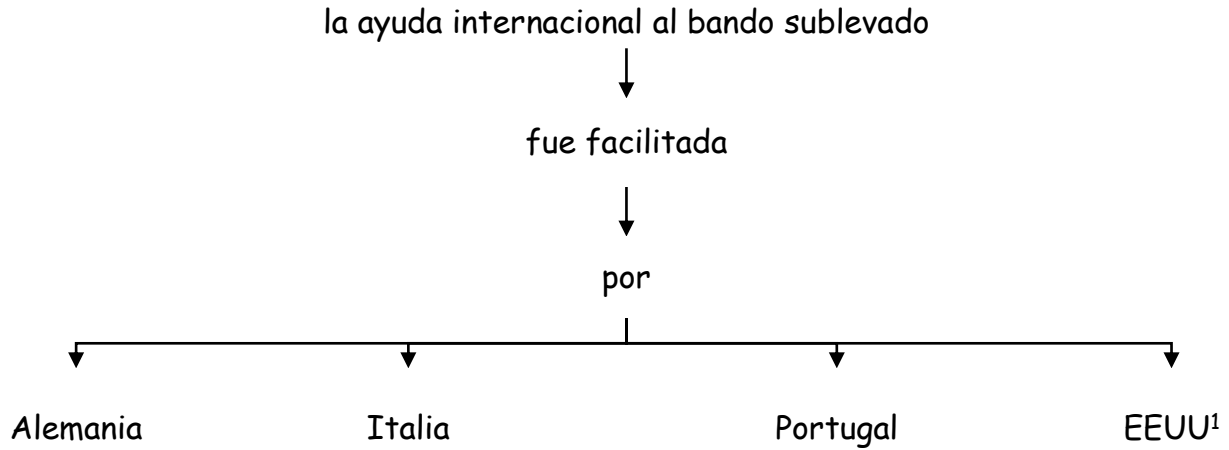 la ayuda internacional al bando sublevado
fue facilitada
por
Alemania Italia Portugal EEUU¹